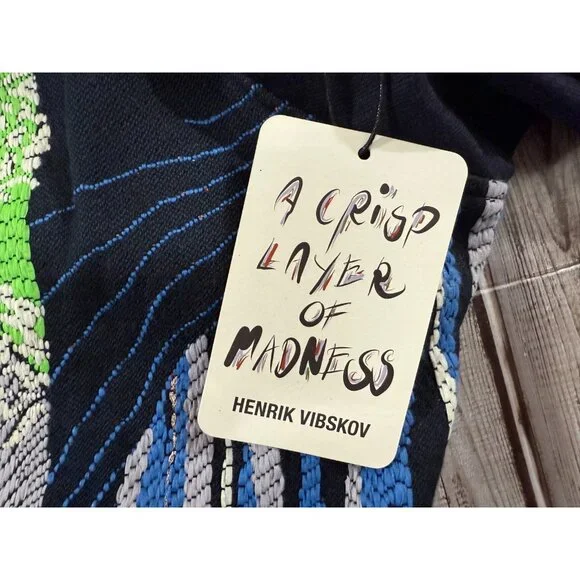 A CRiSP
LAYER
OF
MADNESS
HENRIK VIBSKOV